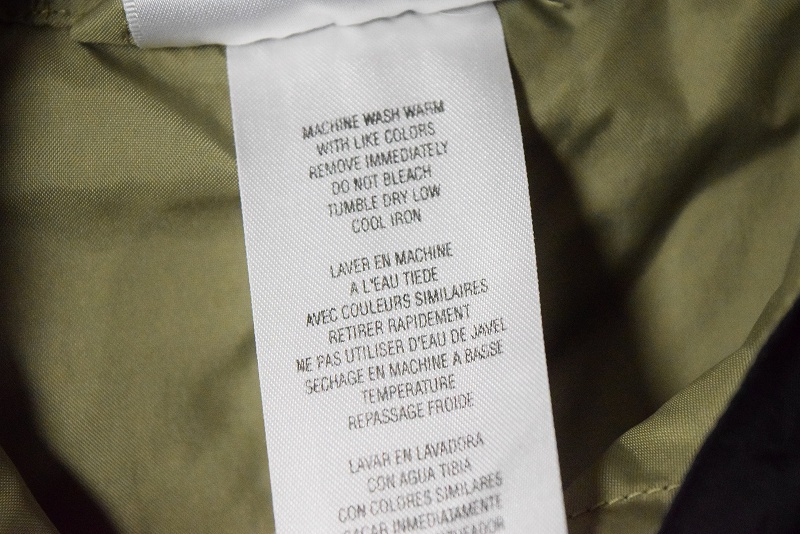 MACHINE WASH WARM
WITH LIKE COLORS
REMOVE IMMEDIATELY
DO NOT BLEACH
TUMBLE DRY LOW
COOL IRON
LAVER EN MACHINE
A L'EAU TIEDE
AVEC COULEURS SIMILAIRES
RETIRER RAPIDEMENT
NE PAS UTILISER D'EAU DE JAVEL
SECHAGE EN MACHINE A BASSE
TEMPERATURE
REPASSAGE FROIDE
LAVAR EN LAVADORA
CON AGUA TIBIA
CON COLORES SIMILARES
SACAR INMEDIATAMENTE